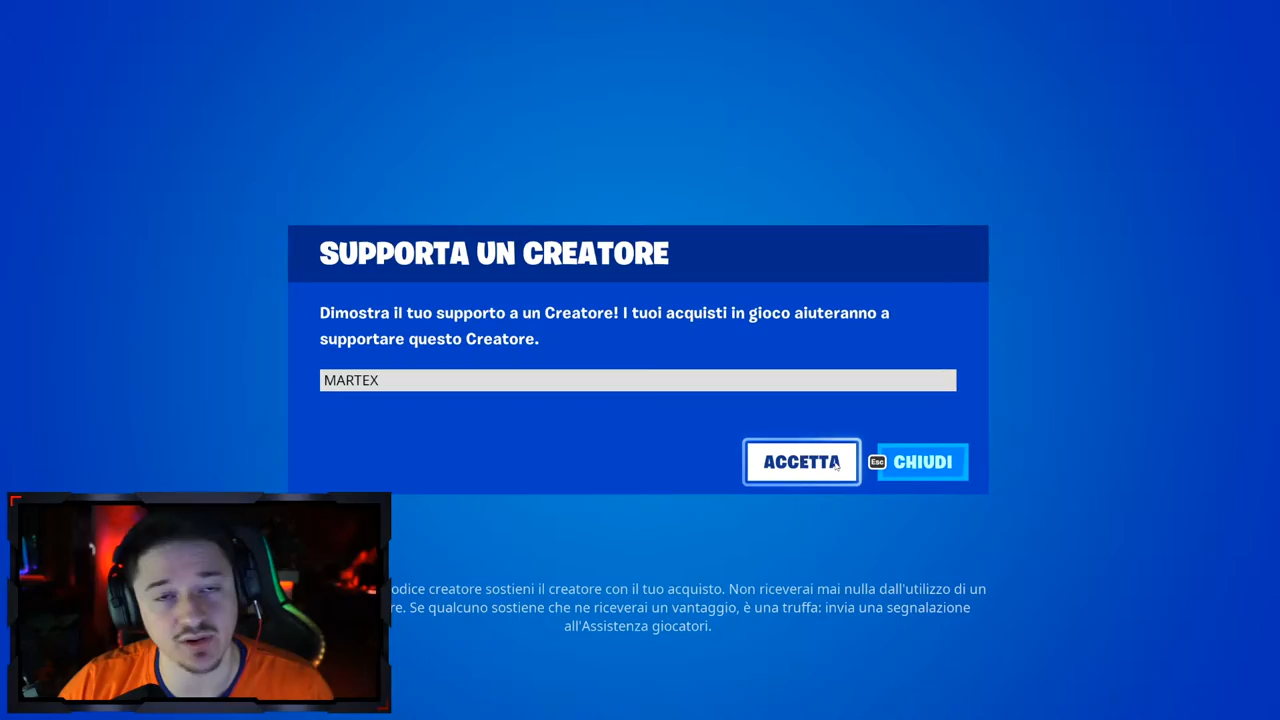 SUPPORTA UN CREATORE
Dimostra il tuo supporto a un Creatore! I tuoi acquisti in gioco aiuteranno a
supportare questo Creatore.
MARTEX
ACCETTA
Esc CHIUDI
odice creatore sostieni il creatore con il tuo acquisto. Non riceverai mai nulla dall'utilizzo di un
re. Se qualcuno sostiene che ne riceverai un vantaggio, è una truffa: invia una segnalazione
all'Assistenza giocatori.